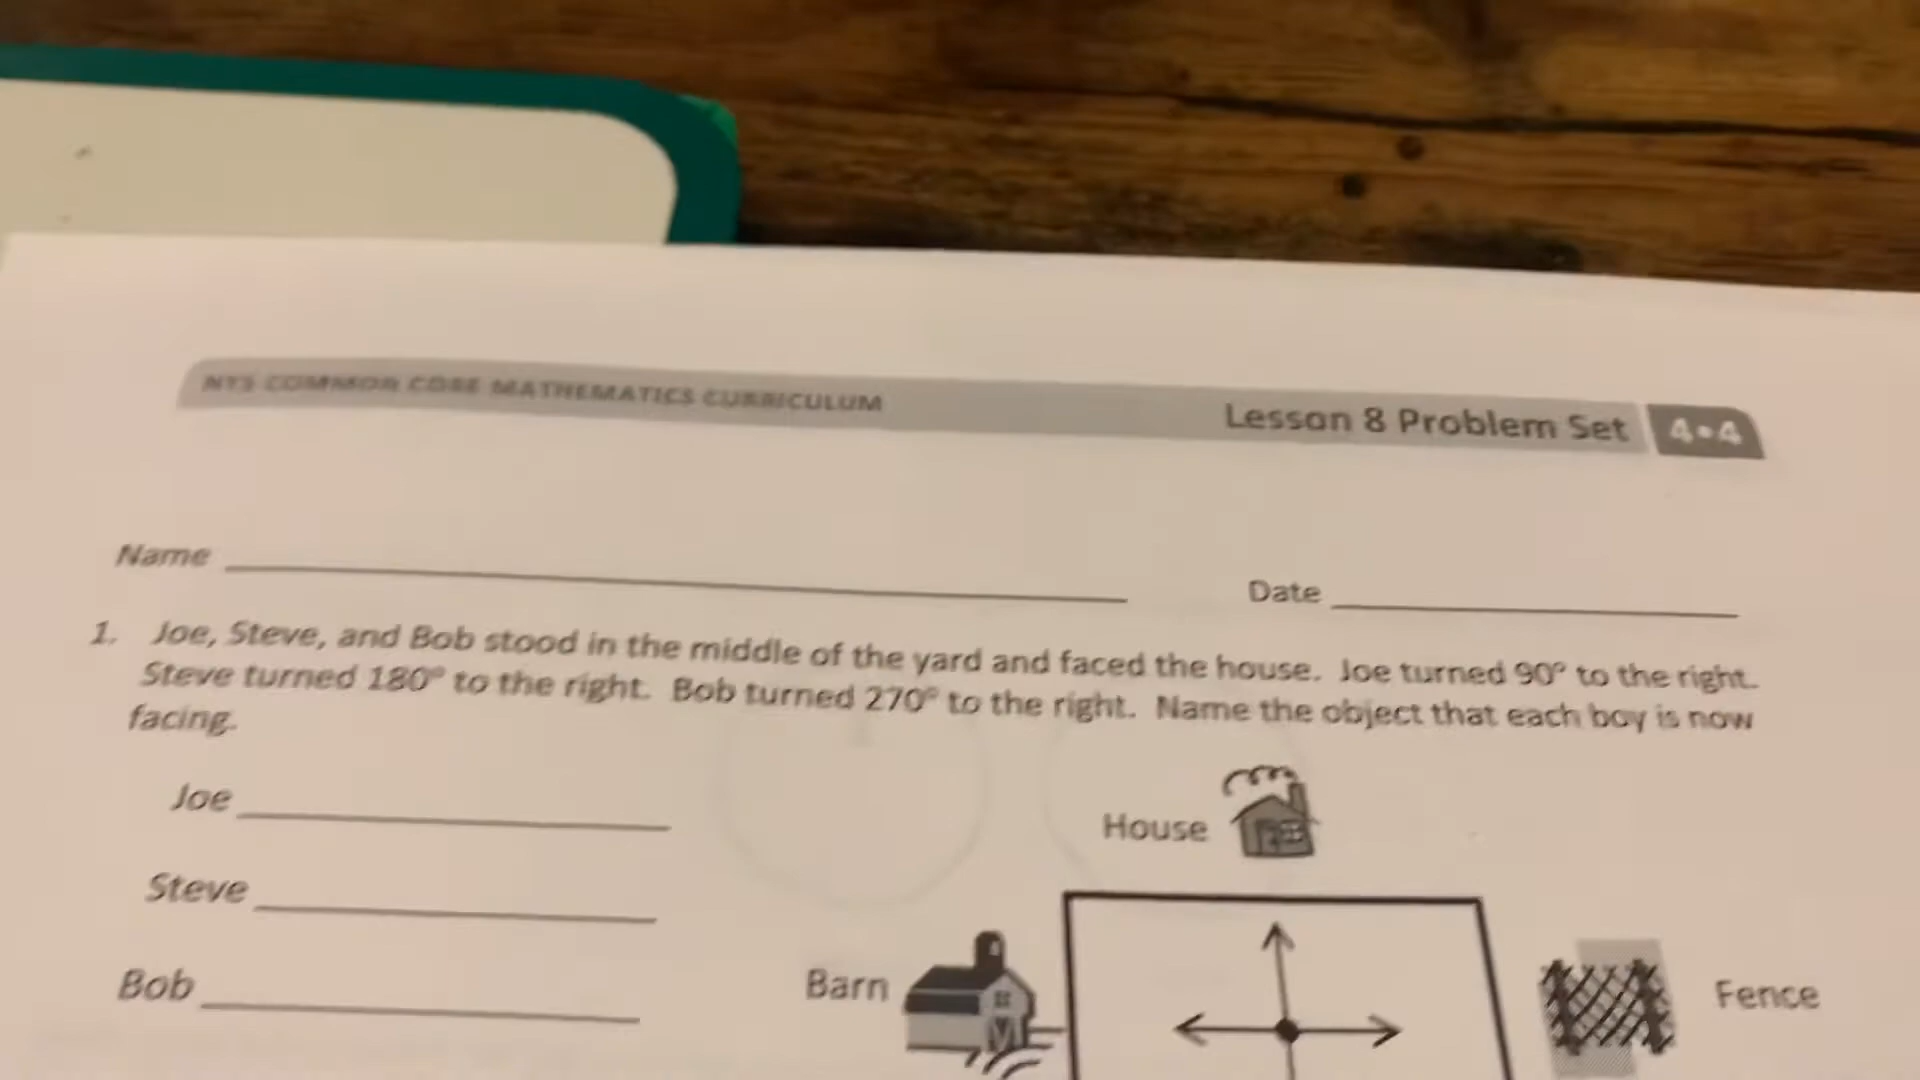 NYS COMMON CORE MATHEMATICS CURRICULUM
Lesson 8 Problem Set 4•4
Name
Date
1. Joe, Steve, and Bob stood in the middle of the yard and faced the house. Joe turned 90° to the right.
Steve turned 180° to the right. Bob turned 270° to the right. Name the object that each boy is now
facing.
Joe
House
Steve
Barn
Fence
Bob